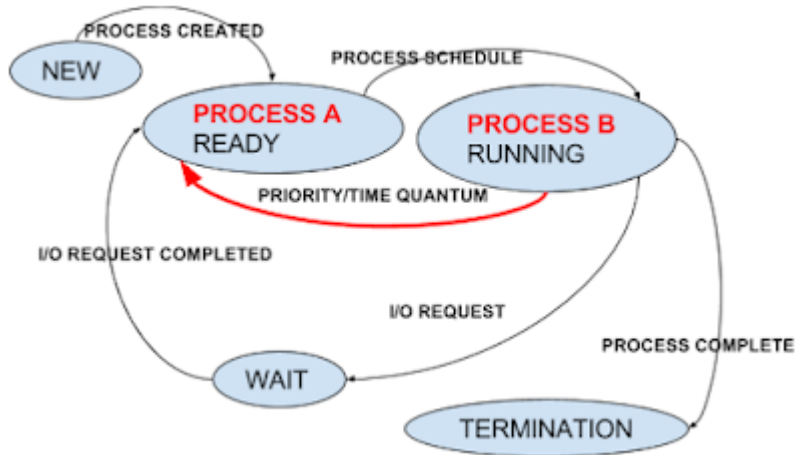 PROCESS CREATED
NEW
PROCESS SCHEDULE
PROCESS A
READY
PROCESS B
RUNNING
PRIORITY/TIME QUANTUM
I/O REQUEST COMPLETED
I/O REQUEST
PROCESS COMPLETE
WAIT
TERMINATION